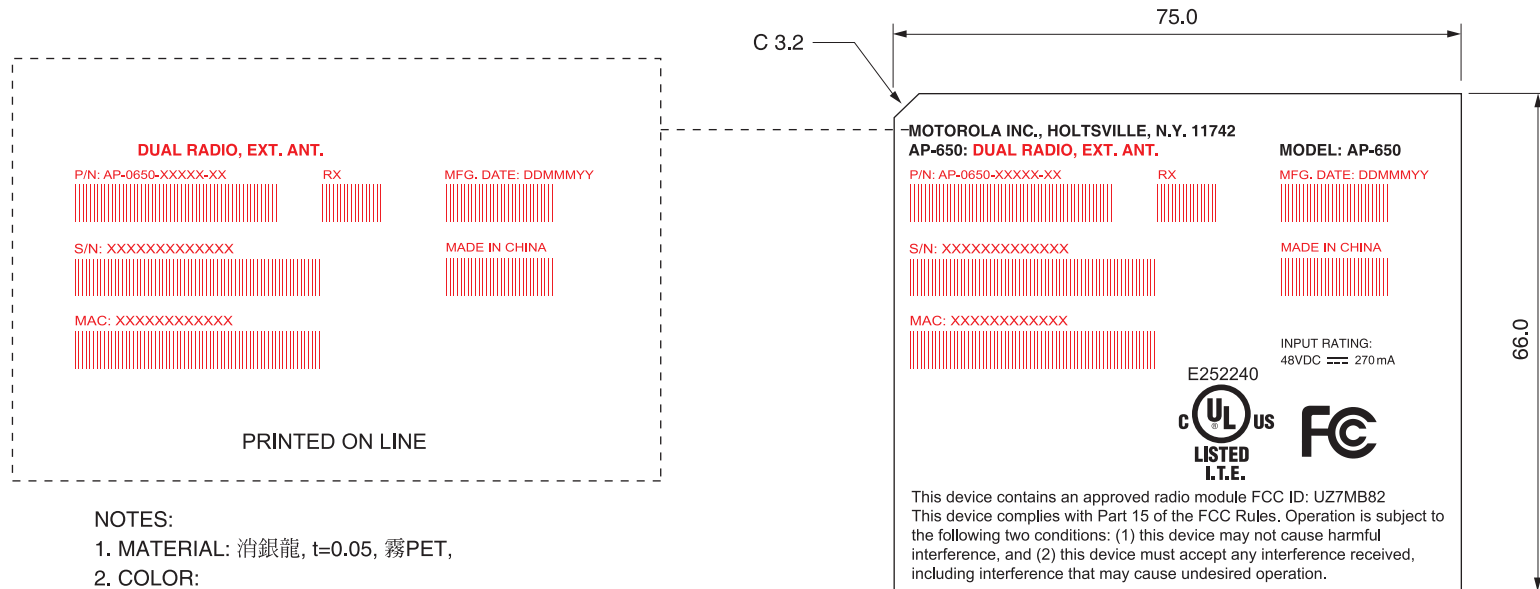 75.0
C 3.2
66.0
DUAL RADIO, EXT. ANT.
P/N: AP-0650-XXXXX-XX RX MFG. DATE: DDMMMYY
S/N: XXXXXXXXXXXXX MADE IN CHINA
MAC: XXXXXXXXXXXX
PRINTED ON LINE
MOTOROLA INC., HOLTSVILLE, N.Y. 11742
AP-650: DUAL RADIO, EXT. ANT. MODEL: AP-650
P/N: AP-0650-XXXXX-XX RX MFG. DATE: DDMMMYY
S/N: XXXXXXXXXXXXX MADE IN CHINA
MAC: XXXXXXXXXXXX
INPUT RATING:
48VDC 270 mA
E252240
C UL ® US
LISTED
I.T.E.
FC
This device contains an approved radio module FCC ID: UZ7MB82
This device complies with Part 15 of the FCC Rules. Operation is subject to
the following two conditions: (1) this device may not cause harmful
interference, and (2) this device must accept any interference received,
including interference that may cause undesired operation.
NOTES:
1. MATERIAL: 消銀龍, t=0.05, 霧PET,
2. COLOR: